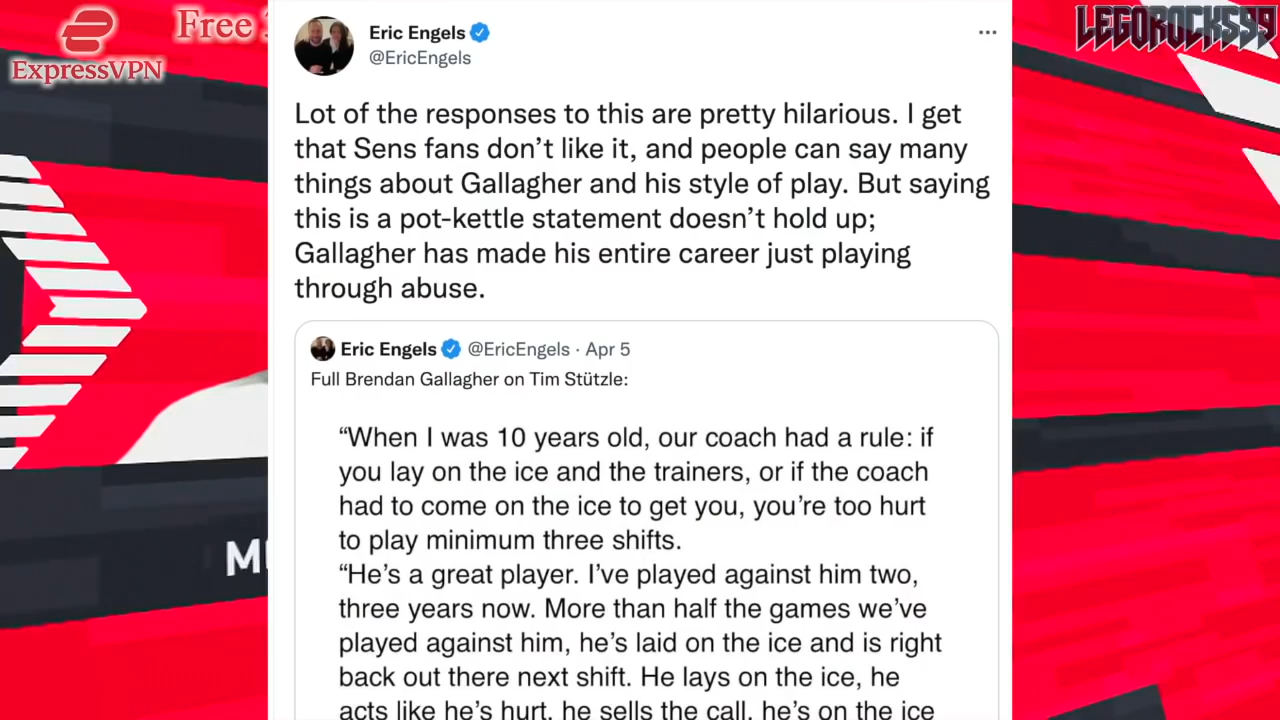 Free
ExpressVPN
LEGOROCKS99
Eric Engels
@EricEngels
Lot of the responses to this are pretty hilarious. I get
that Sens fans don’t like it, and people can say many
things about Gallagher and his style of play. But saying
this is a pot-kettle statement doesn’t hold up;
Gallagher has made his entire career just playing
through abuse.
Eric Engels @EricEngels · Apr 5
Full Brendan Gallagher on Tim Stützle:
“When I was 10 years old, our coach had a rule: if
you lay on the ice and the trainers, or if the coach
had to come on the ice to get you, you’re too hurt
to play minimum three shifts.
“He’s a great player. I’ve played against him two,
three years now. More than half the games we’ve
played against him, he’s laid on the ice and is right
back out there next shift. He lays on the ice, he
acts like he’s hurt, he sells the call, he’s on the ice